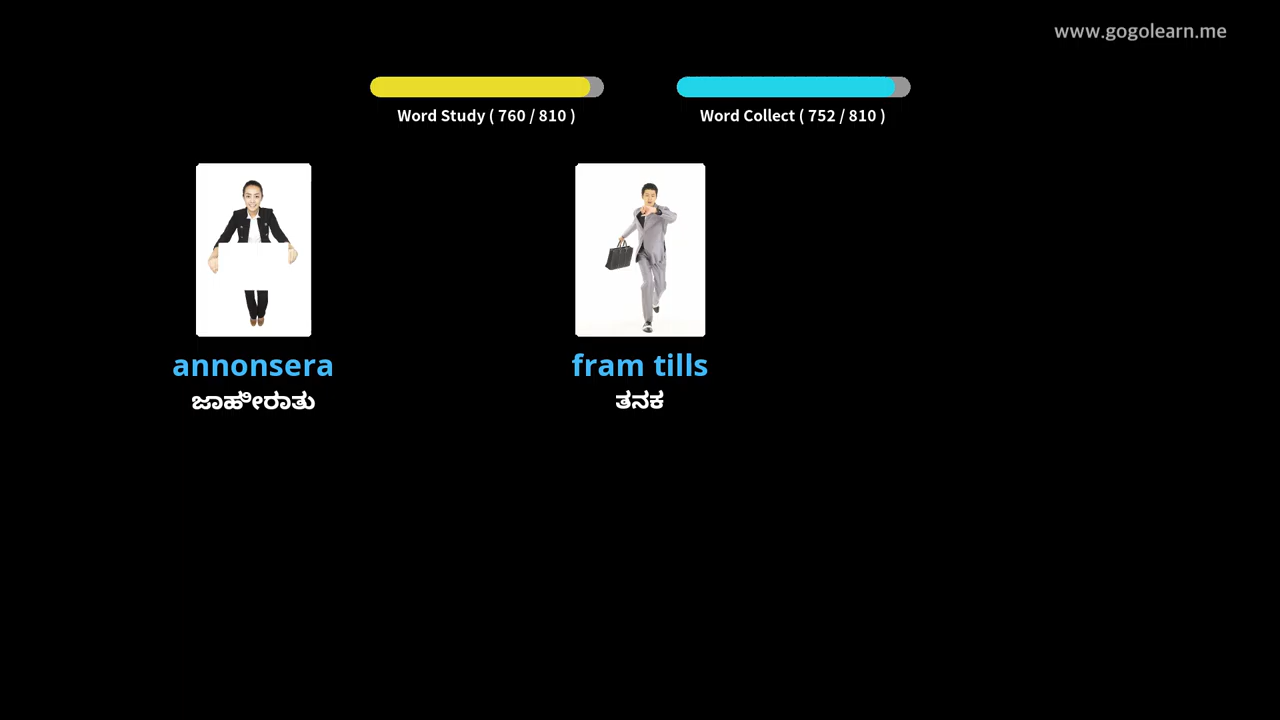 www.gogolearn.me
Word Study ( 760 / 810 )
Word Collect ( 752 / 810 )
annonsera
ಜಾಹೀರಾತು
fram tills
ತನಕ